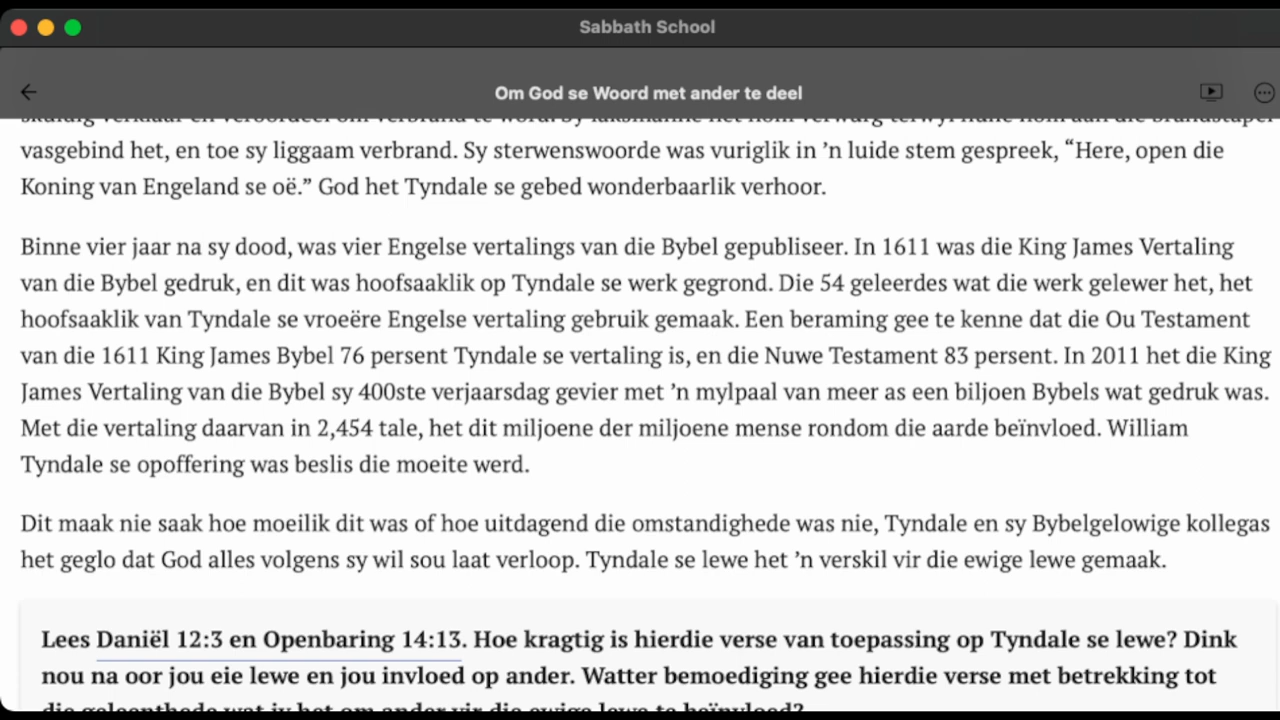 Sabbath School
Om God se Woord met ander te deel
vasgebind het, en toe sy liggaam verbrand. Sy sterwenswoorde was vuriglik in ’n luide stem gespreek, “Here, open die
Koning van Engeland se oë.” God het Tyndale se gebed wonderbaarlik verhoor.
Binne vier jaar na sy dood, was vier Engelse vertalings van die Bybel gepubliseer. In 1611 was die King James Vertaling
van die Bybel gedruk, en dit was hoofsaaklik op Tyndale se werk gegrond. Die 54 geleerdes wat die werk gelewer het, het
hoofsaaklik van Tyndale se vroeëre Engelse vertaling gebruik gemaak. Een beraming gee te kenne dat die Ou Testament
van die 1611 King James Bybel 76 persent Tyndale se vertaling is, en die Nuwe Testament 83 persent. In 2011 het die King
James Vertaling van die Bybel sy 400ste verjaarsdag gevier met ’n mylpaal van meer as een biljoen Bybels wat gedruk was.
Met die vertaling daarvan in 2,454 tale, het dit miljoene der miljoene mense rondom die aarde beïnvloed. William
Tyndale se opoffering was beslis die moeite werd.
Dit maak nie saak hoe moeilik dit was of hoe uitdagend die omstandighede was nie, Tyndale en sy Bybelgelowige kollegas
het geglo dat God alles volgens sy wil sou laat verloop. Tyndale se lewe het ’n verskil vir die ewige lewe gemaak.
Lees Daniël 12:3 en Openbaring 14:13. Hoe kragtig is hierdie verse van toepassing op Tyndale se lewe? Dink
nou na oor jou eie lewe en jou invloed op ander. Watter bemoediging gee hierdie verse met betrekking tot
die geleenthede wat jy het om ander vir die ewige lewe te beïnvloed?